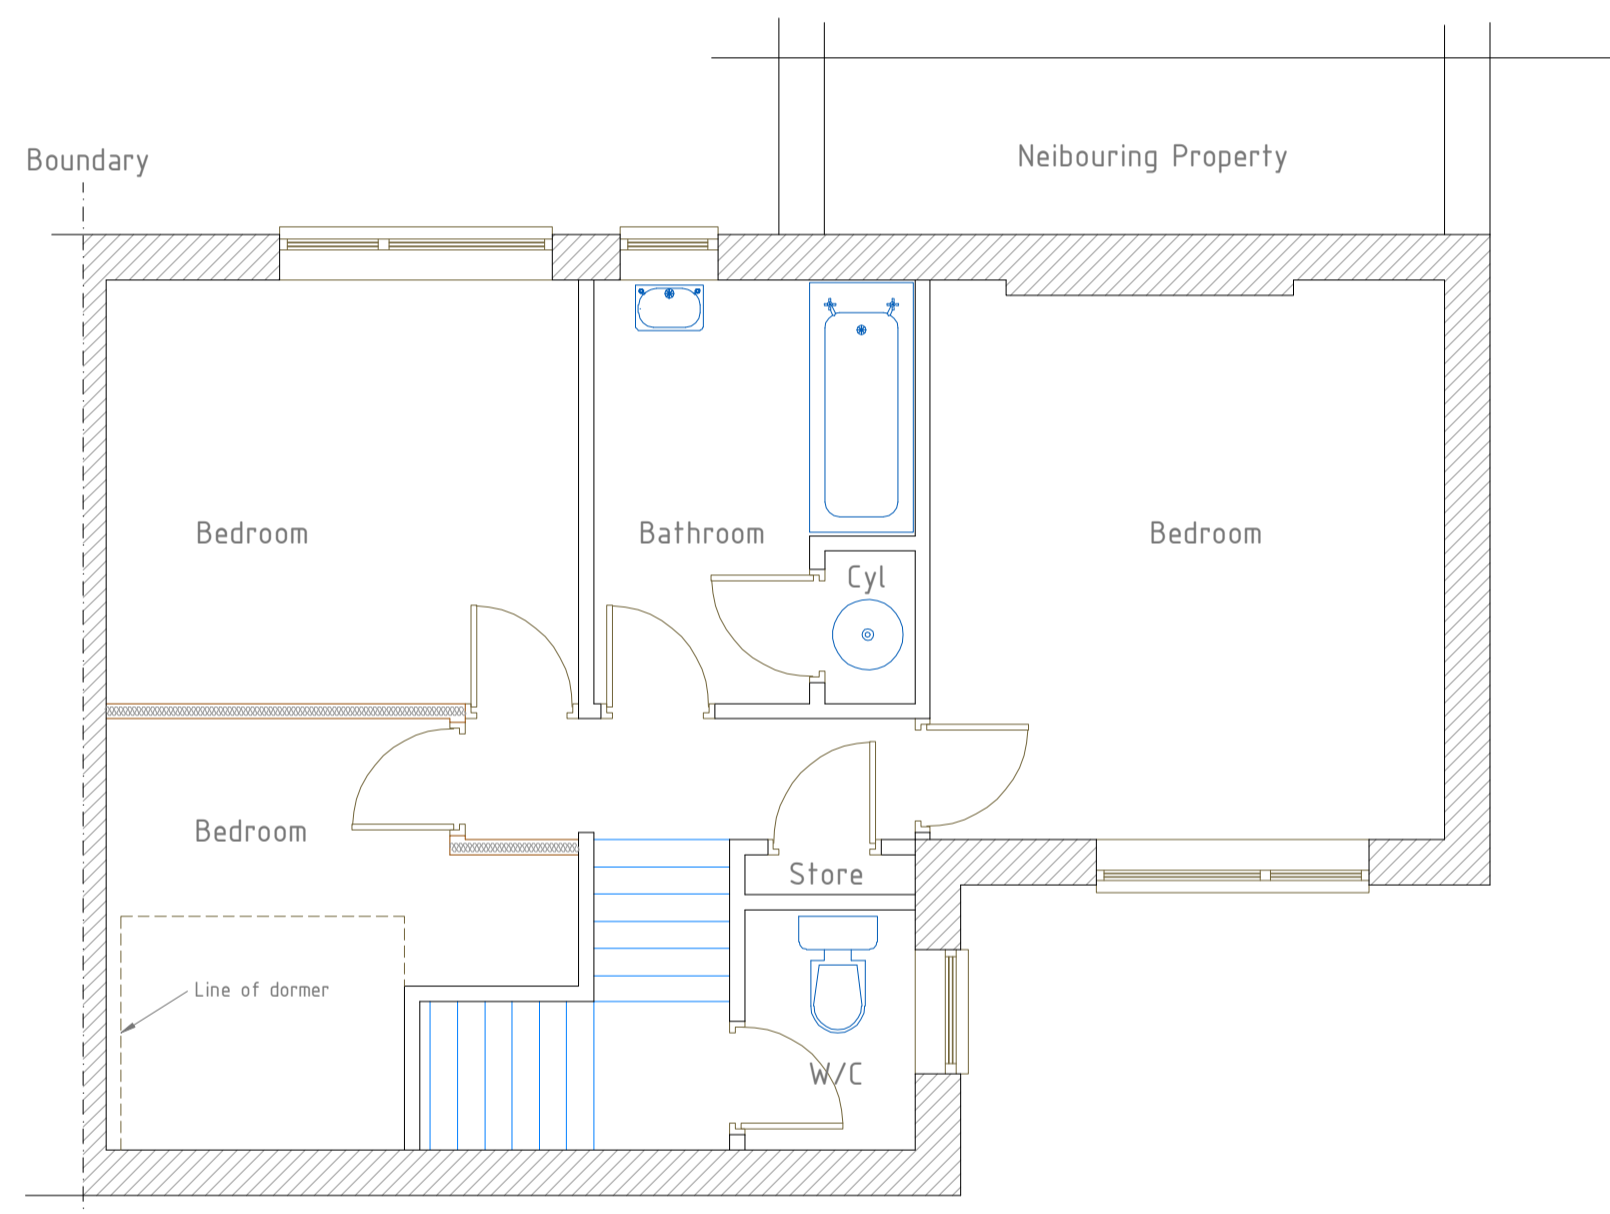 Boundary
Neibouring Property
Bedroom
Bathroom
Bedroom
Cyl
Bedroom
Store
Line of dormer
W/C